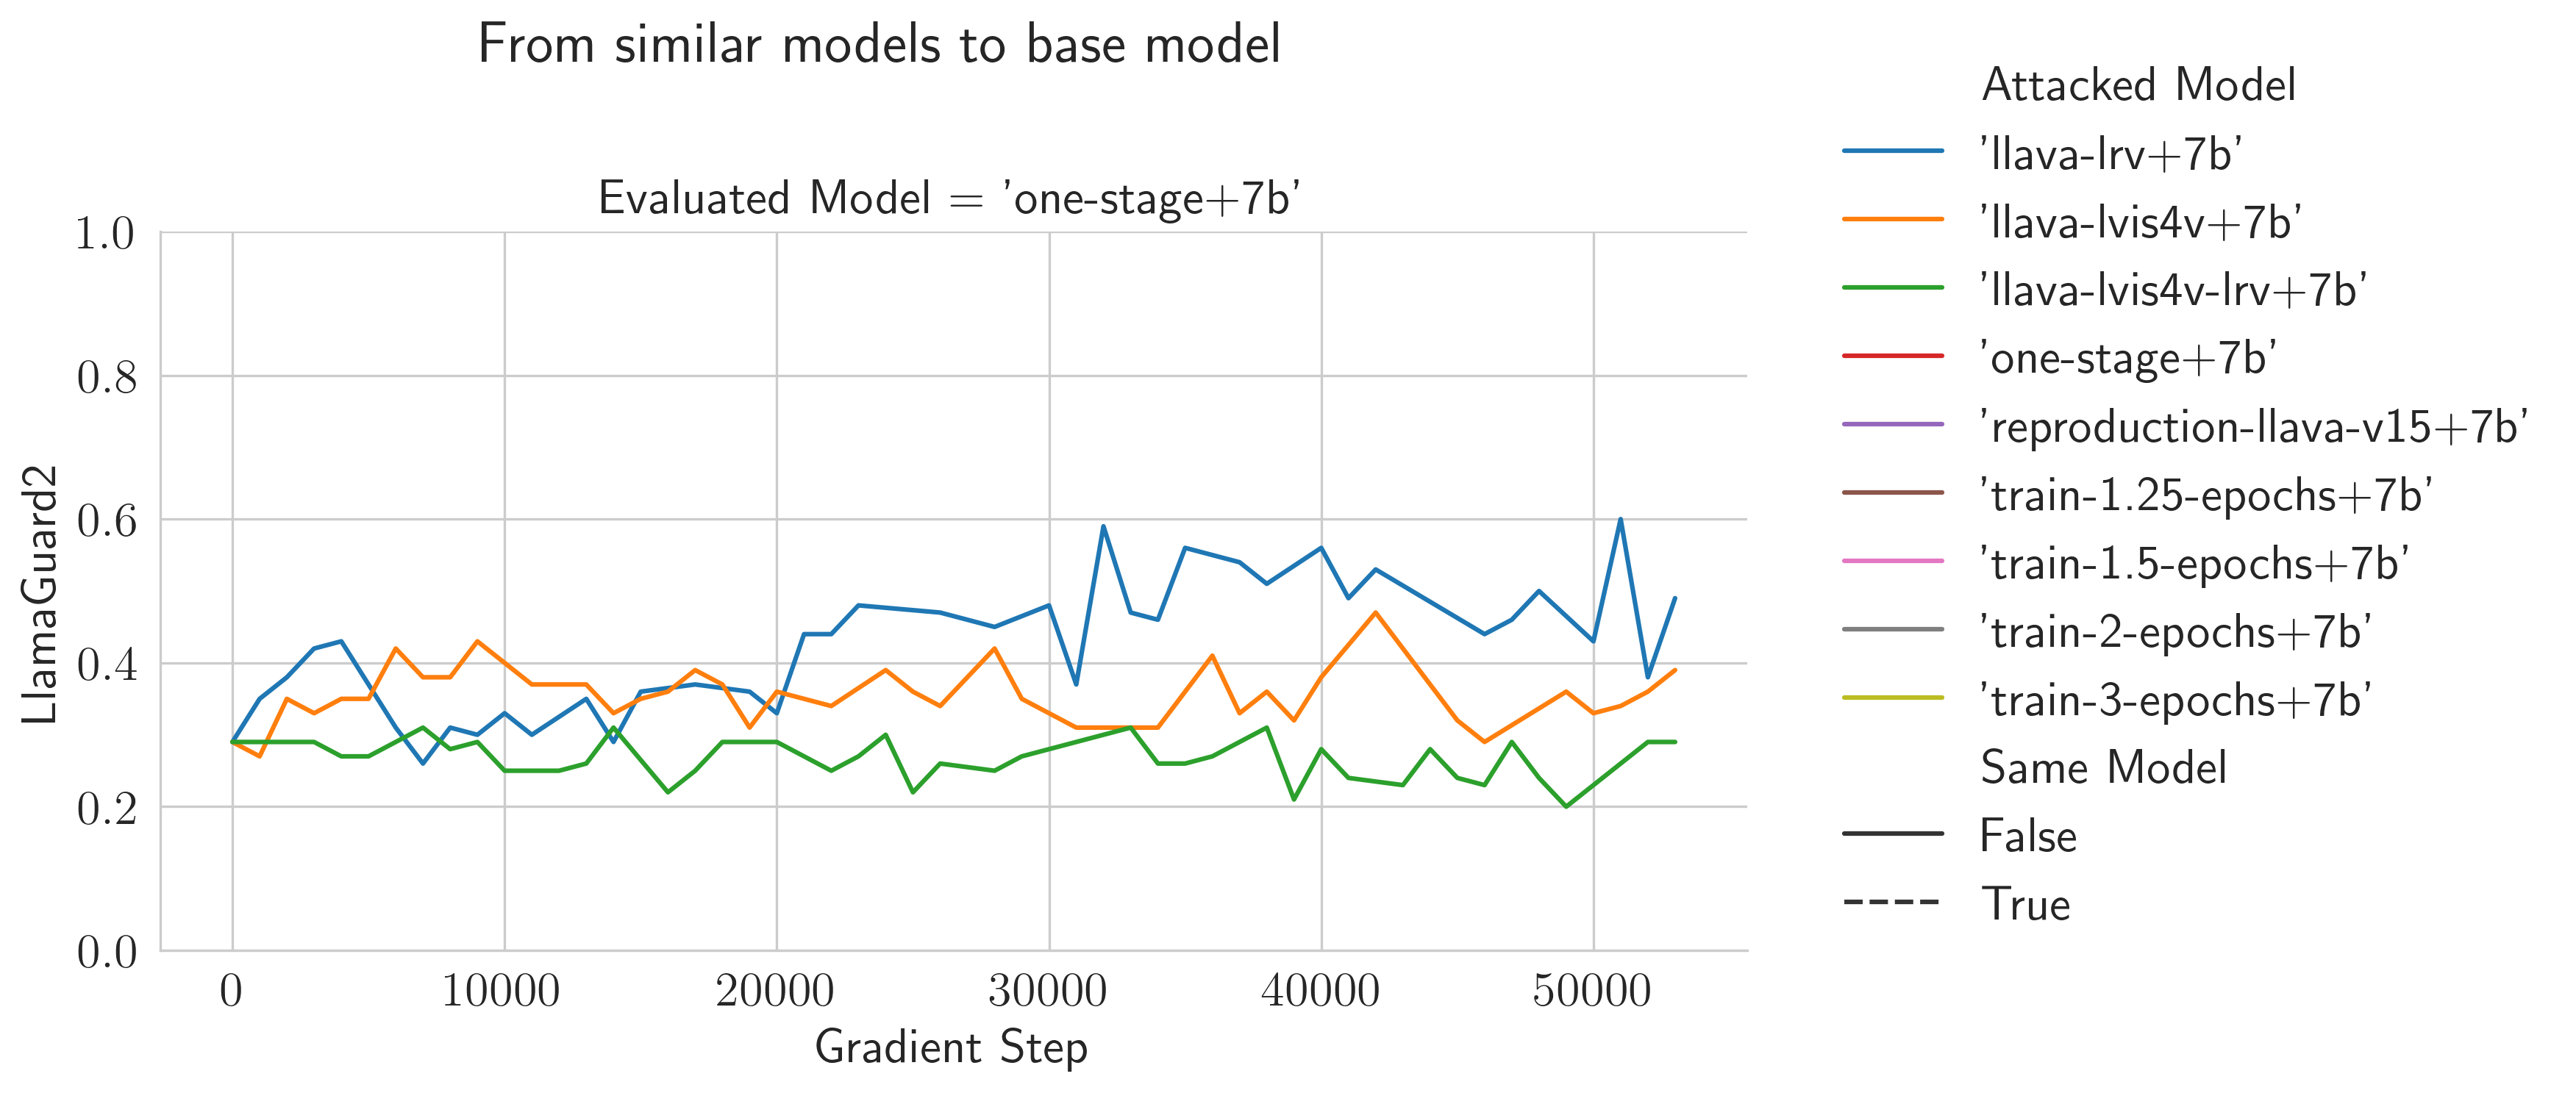 From similar models to base model
Evaluated Model = 'one-stage+7b'
1.0
0.8
0.6
0.4
0.2
0.0
LlamaGuard2
0 10000 20000 30000 40000 50000
Gradient Step
Attacked Model
'llava-lrv+7b'
'llava-lvis4v+7b'
'llava-lvis4v-lrv+7b'
'one-stage+7b'
'reproduction-llava-v15+7b'
'train-1.25-epochs+7b'
'train-1.5-epochs+7b'
'train-2-epochs+7b'
'train-3-epochs+7b'
Same Model
False
True